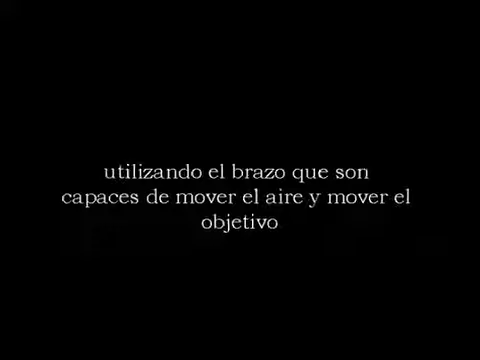 utilizando el brazo que son
capaces de mover el aire y mover el
objetivo